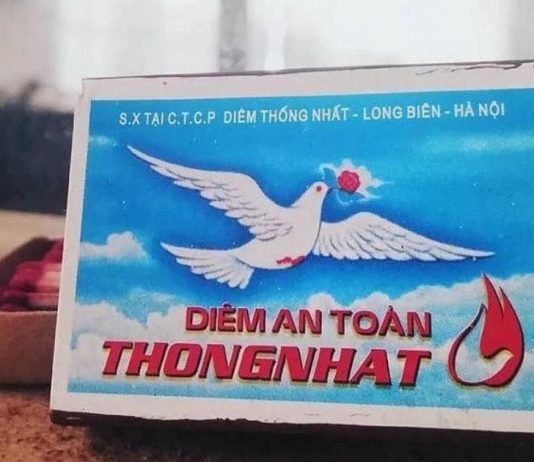 S.X TẠI C.T.C.P DIÊM THỐNG NHẤT - LONG BIÊN - HÀ NỘI
DIÊM AN TOÀN
THONGNHAT